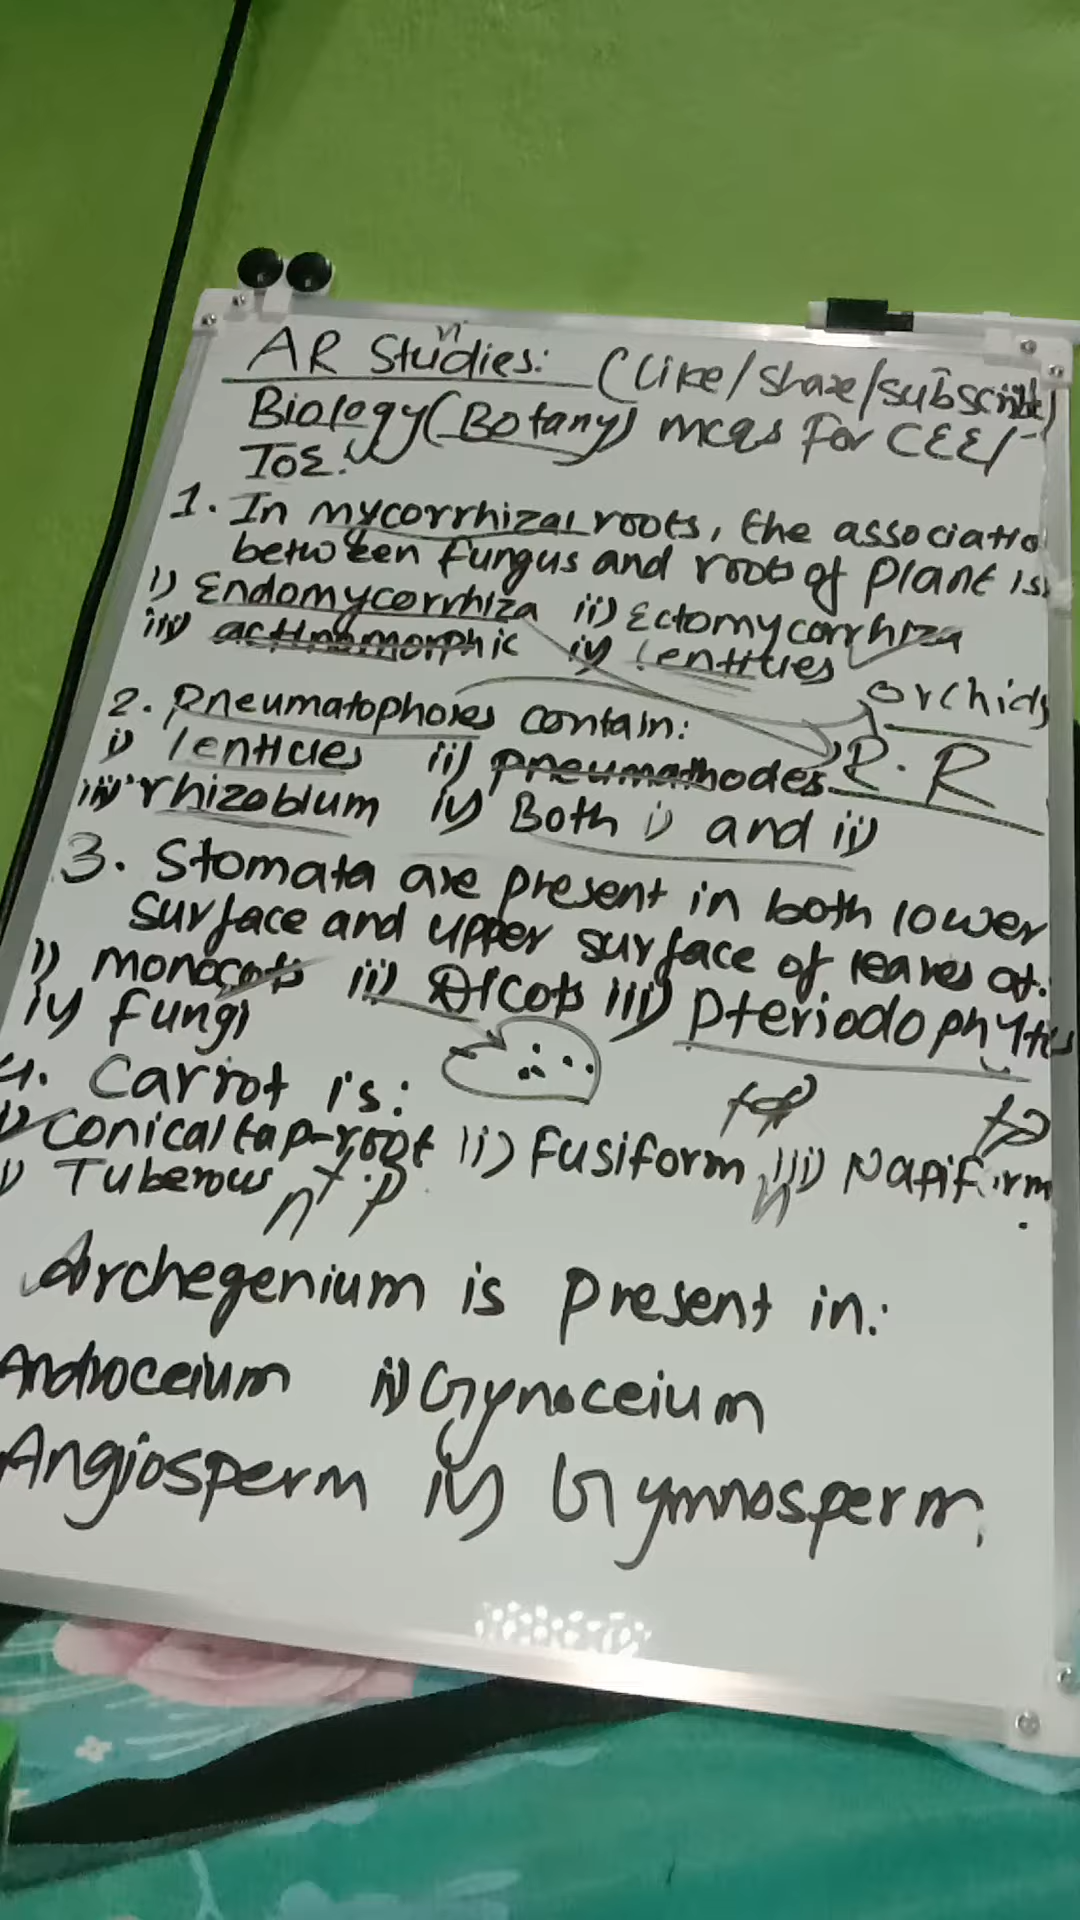 AR Studies: (Like/share/subscribe)
Biology (Botany) mcqs for CEE/
IOE.
1. In mycorrhizal roots, the associatio
between fungus and roots of plant is:
i) Endomycorrhiza ii) Ectomycorrhiza
iii) actinomorphic iv) lenticles
orchids
2. Pneumatophores contain:
i) lenticles ii) pneumathodes R.R
iii) rhizobium iv) Both i) and ii)
3. Stomata are present in both lower
surface and upper surface of leaves of:
i) monocots ii) Dicots iii) Pteriodophytes
iv) fungi
4. Carrot is:
i) Conical tap-root ii) Fusiform iii) Napiform
) Tuberous
Archegenium is present in:
Androceium ii) Gynoceium
Angiosperm iv) Gymnosperm.